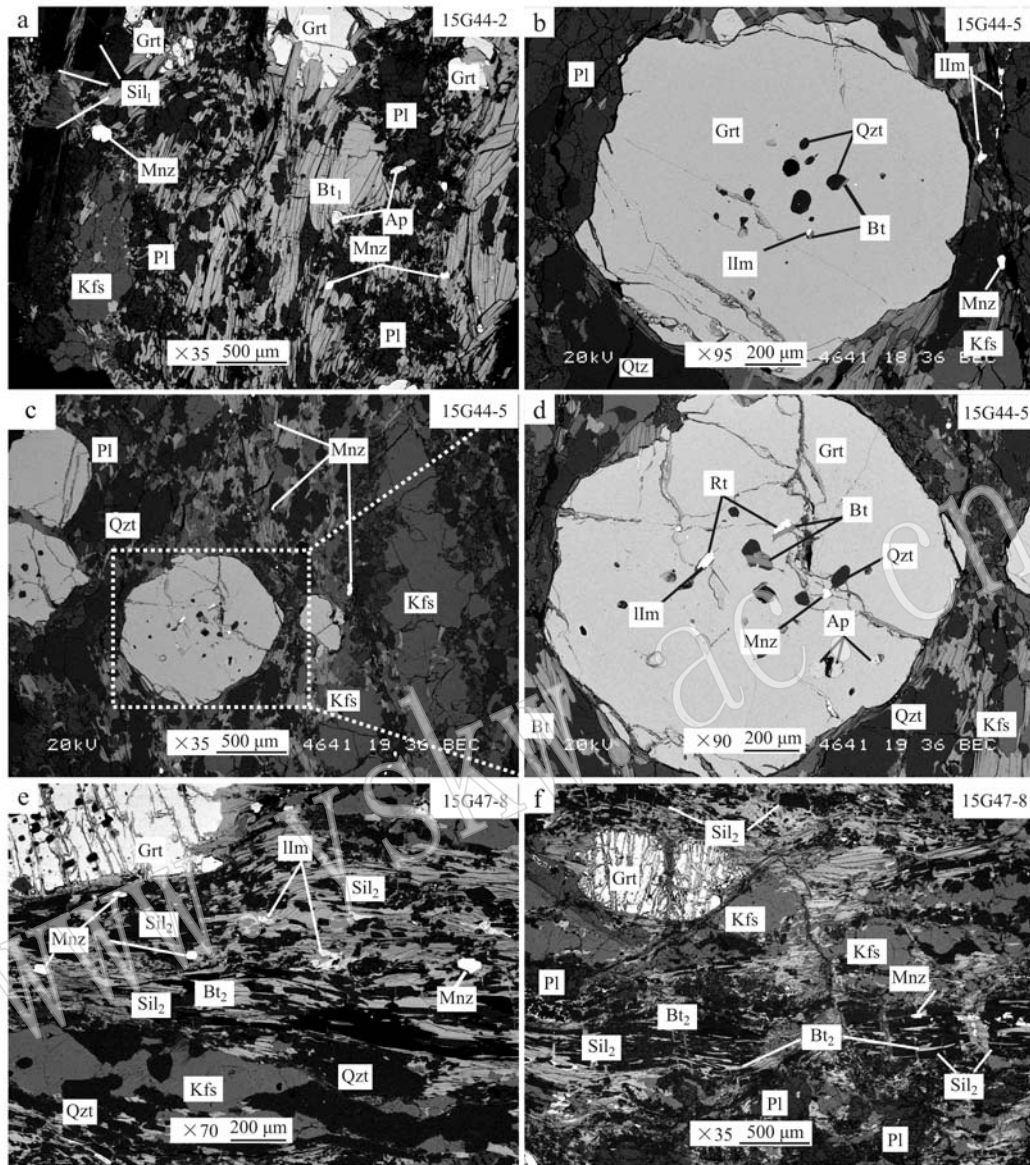 a
15G44-2
Grt
Grt
Grt
Sil1
Pl
Mnz
Bt1
Ap
Pl
Mnz
Kfs
Pl
×35 500 μm
b
15G44-5
Pl
Ilm
Qzt
Grt
Bt
Ilm
Mnz
Kfs
×95 200 μm
20kV 4641 18 36 BEC
Qtz
c
15G44-5
Pl
Mnz
Qzt
Kfs
Kfs
×35 500 μm
20kV 4641 19 36 BEC
d
15G44-5
Grt
Rt
Bt
Qzt
Ilm
Mnz
Ap
Bt
Qzt
Kfs
×90 200 μm
20kV 4641 19 36 BEC
e
15G47-8
Grt
Ilm
Sil2
Sil2
Mnz
Bt2
Mnz
Sil2
Kfs
Qzt
Qzt
×70 200 μm
f
15G47-8
Sil2
Grt
Kfs
Kfs
Mnz
Pl
Bt2
Sil2
Bt2
Sil2
Pl
×35 500 μm
Pl
www.yskw.ac.cn